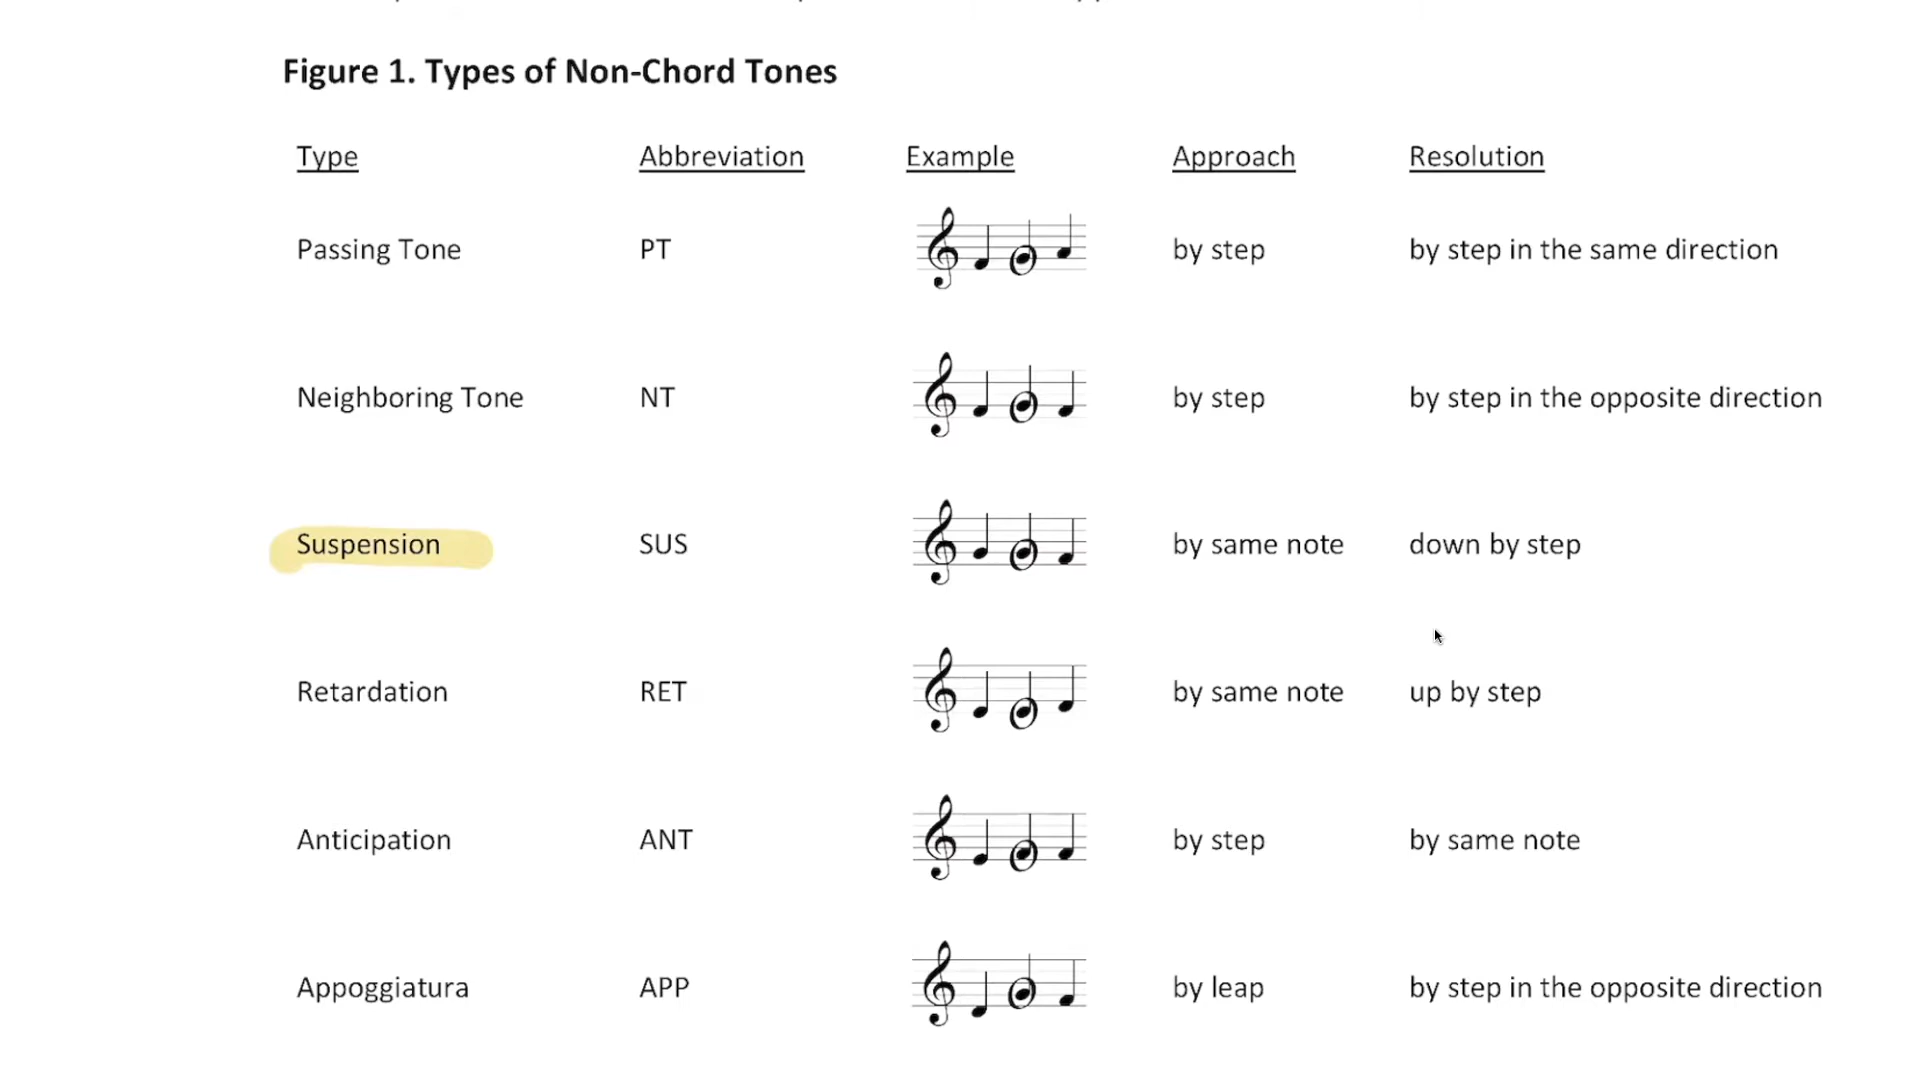 Figure 1. Types of Non-Chord Tones
Type Abbreviation Example Approach Resolution
Passing Tone PT by step by step in the same direction
Neighboring Tone NT by step by step in the opposite direction
Suspension SUS by same note down by step
Retardation RET by same note up by step
Anticipation ANT by step by same note
Appoggiatura APP by leap by step in the opposite direction